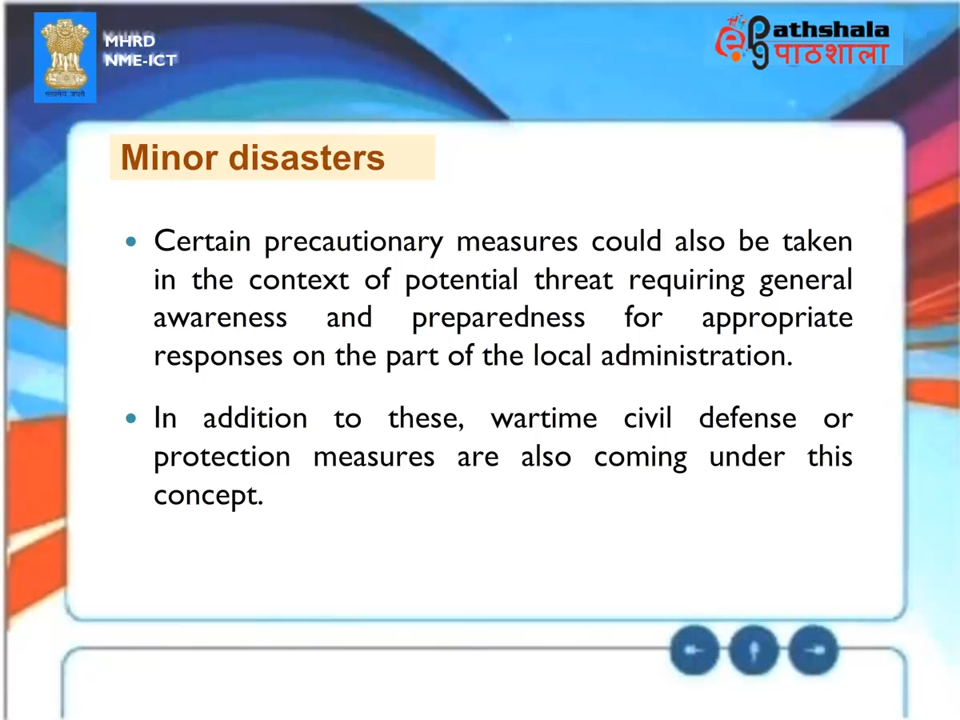 MHRD
NME-ICT
epg
athshala
पाठशाला
Minor disasters
• Certain precautionary measures could also be taken
in the context of potential threat requiring general
awareness and preparedness for appropriate
responses on the part of the local administration.
• In addition to these, wartime civil defense or
protection measures are also coming under this
concept.